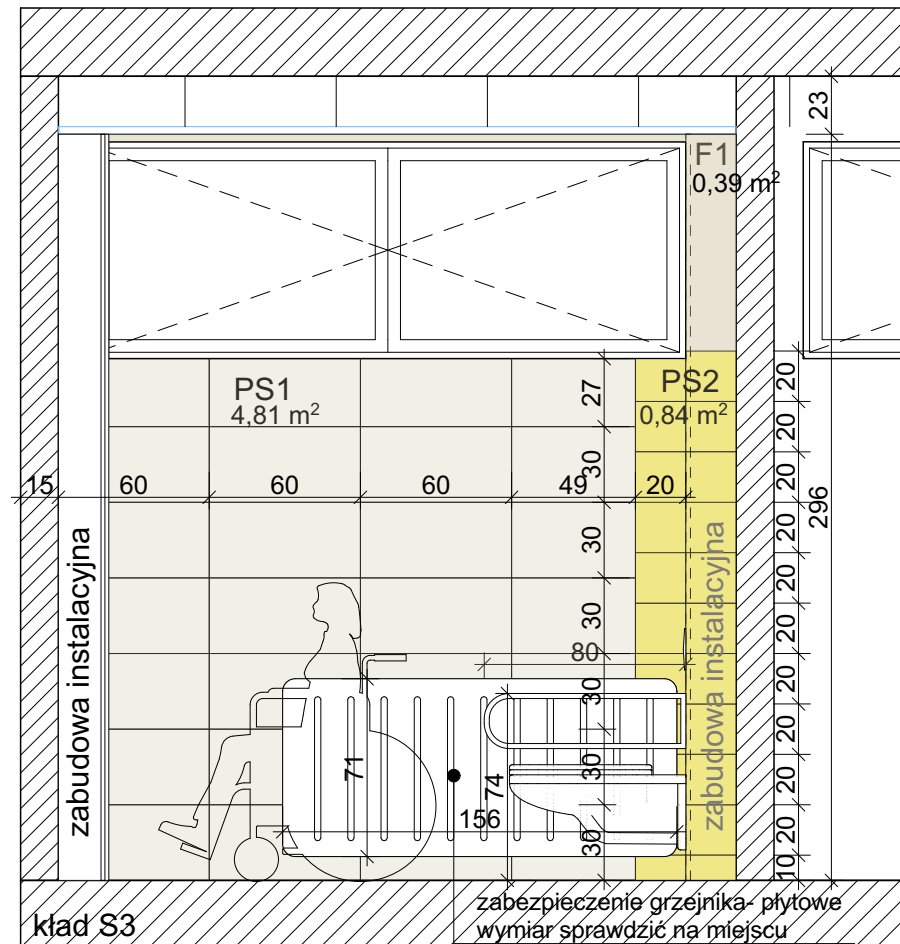 23
F1
0,39 m²
PS1
4,81 m²
PS2
0,84 m²
27
20
20
15
60
60
60
49
20
30
20
296
20
30
20
zabudowa instalacyjna
zabudowa instalacyjna
30
20
80
20
30
20
71
74
30
20
156
30
20
10
zabezpieczenie grzejnika- płytowe
wymiar sprawdzić na miejscu
kład S3